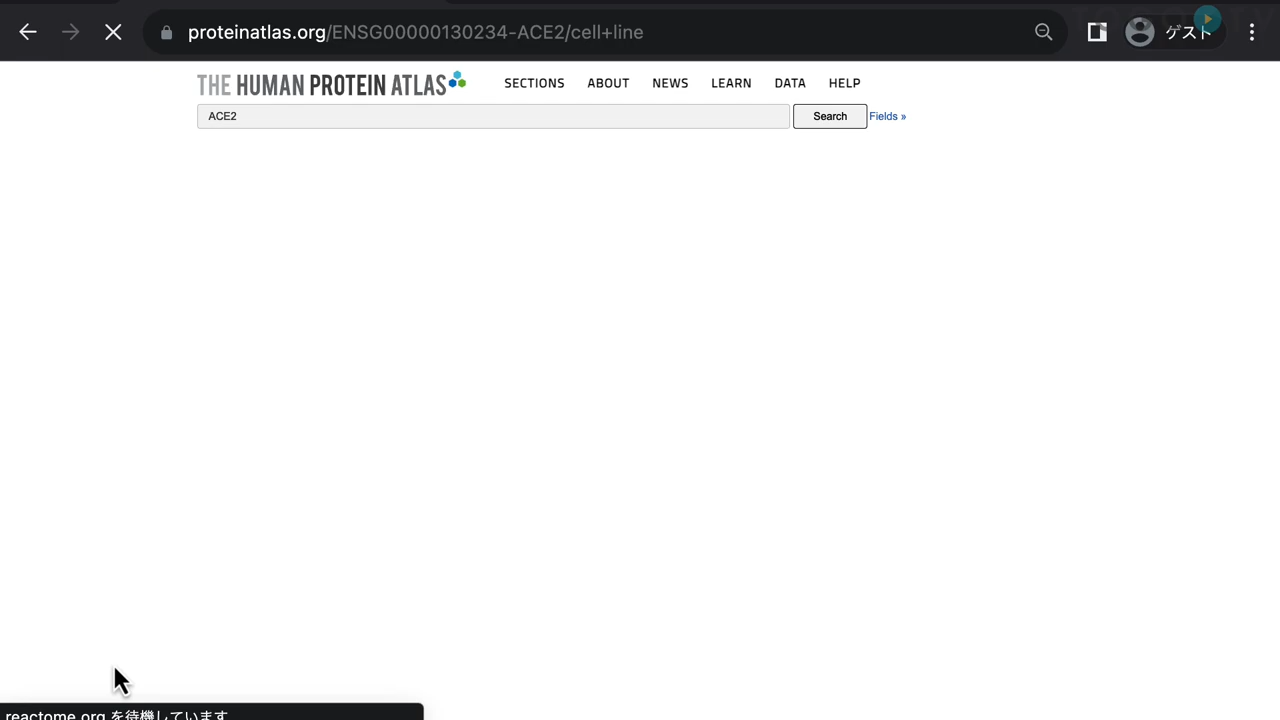 proteinatlas.org/ENSG00000130234-ACE2/cell+line
ゲスト
THE HUMAN PROTEIN ATLAS
SECTIONS ABOUT NEWS LEARN DATA HELP
ACE2
Search
Fields »
reactome.org を待機しています